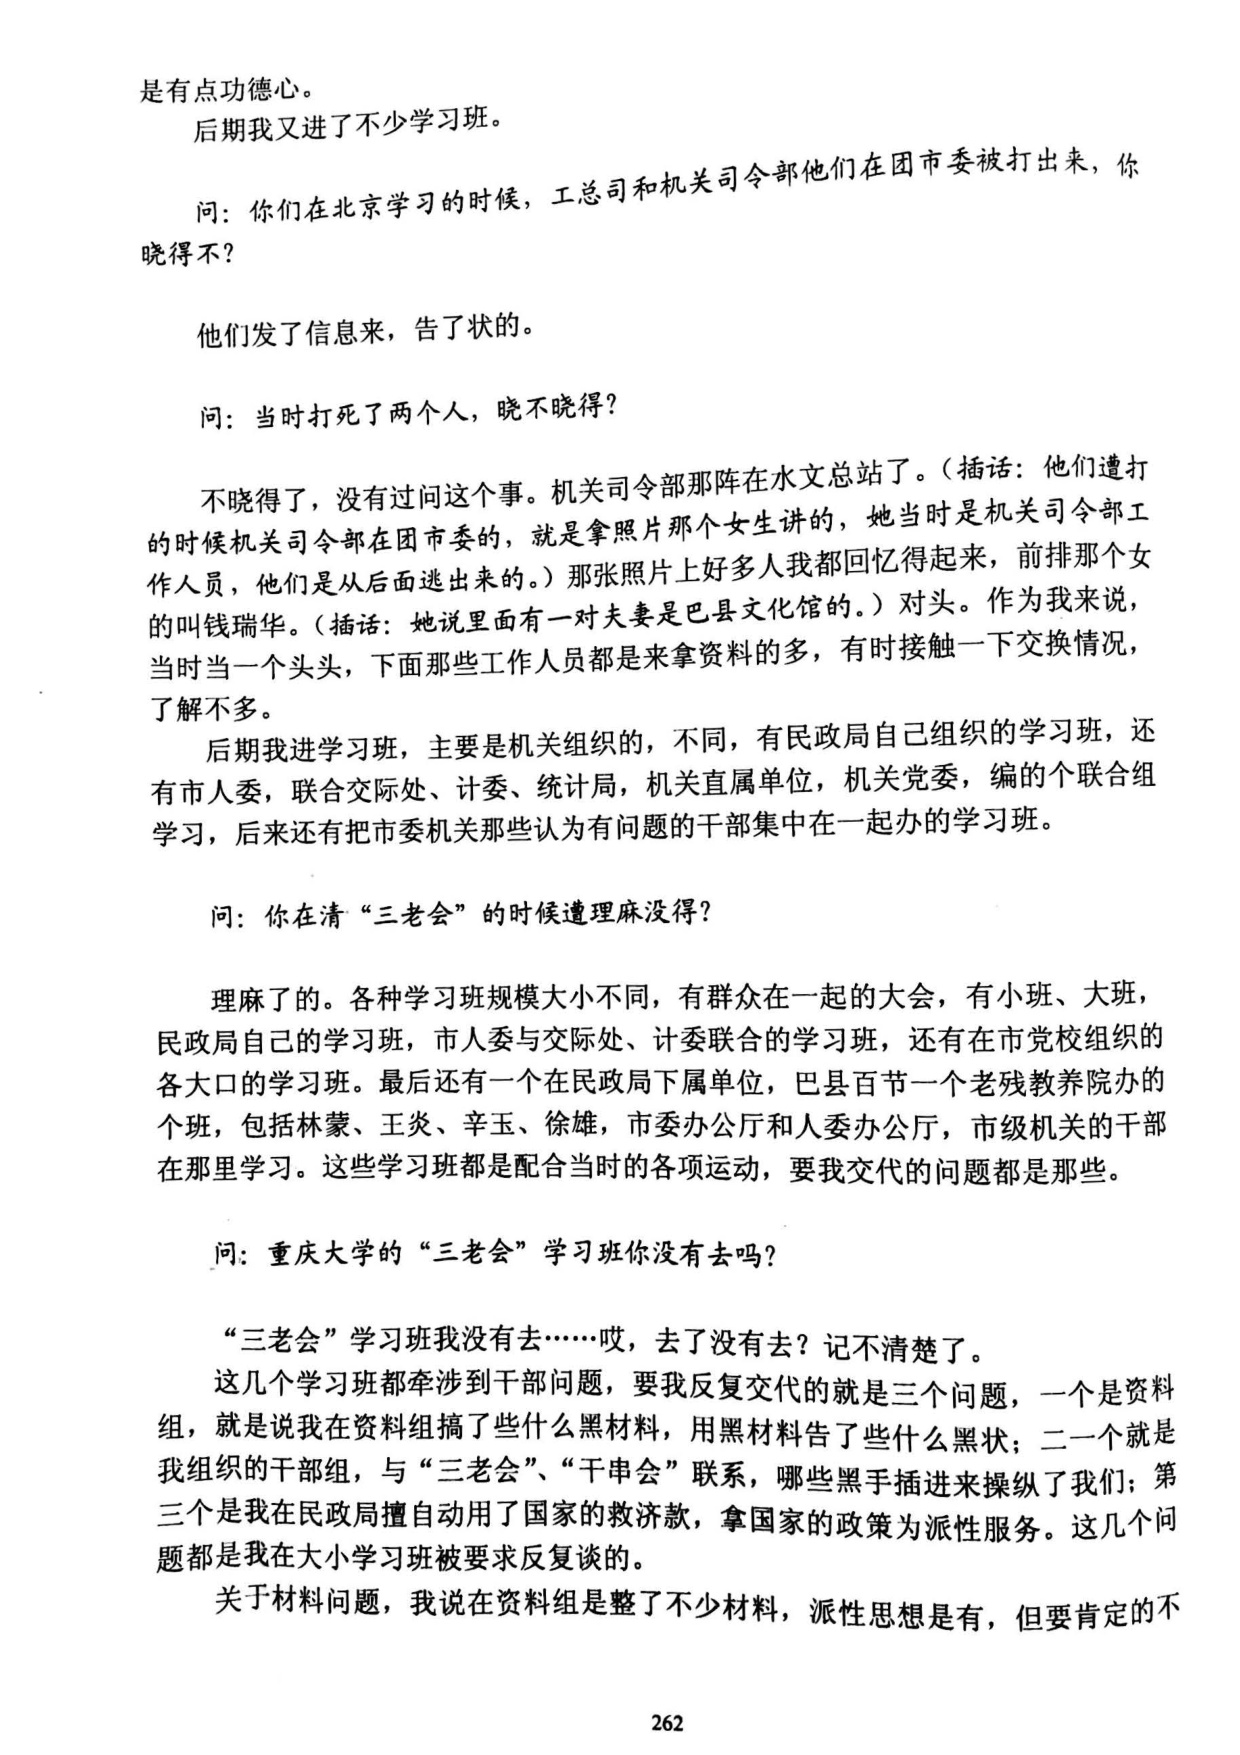 是有点功德心。
后期我又进了不少学习班。
问：你们在北京学习的时候，工总司和机关司令部他们在团市委被打出来，你
晓得不？
他们发了信息来，告了状的。
问：当时打死了两个人，晓不晓得？
不晓得了，没有过问这个事。机关司令部那阵在水文总站了。（插话：他们遭打
的时候机关司令部在团市委的，就是拿照片那个女生讲的，她当时是机关司令部工
作人员，他们是从后面逃出来的。）那张照片上好多人我都回忆得起来，前排那个女
的叫钱瑞华。（插话：她说里面有一对夫妻是巴县文化馆的。）对头。作为我来说，
当时当一个头头，下面那些工作人员都是来拿资料的多，有时接触一下交换情况，
了解不多。
后期我进学习班，主要是机关组织的，不同，有民政局自己组织的学习班，还
有市人委，联合交际处、计委、统计局，机关直属单位，机关党委，编的个联合组
学习，后来还有把市委机关那些认为有问题的干部集中在一起办的学习班。
问：你在清“三老会”的时候遭理麻没得？
理麻了的。各种学习班规模大小不同，有群众在一起的大会，有小班、大班，
民政局自己的学习班，市人委与交际处、计委联合的学习班，还有在市党校组织的
各大口的学习班。最后还有一个在民政局下属单位，巴县百节一个老残教养院办的
个班，包括林蒙、王炎、辛玉、徐雄，市委办公厅和人委办公厅，市级机关的干部
在那里学习。这些学习班都是配合当时的各项运动，要我交代的问题都是那些。
问：重庆大学的“三老会”学习班你没有去吗？
“三老会”学习班我没有去……哎，去了没有去？记不清楚了。
这几个学习班都牵涉到干部问题，要我反复交代的就是三个问题，一个是资料
组，就是说我在资料组搞了些什么黑材料，用黑材料告了些什么黑状；二一个就是
我组织的干部组，与“三老会”、“干串会”联系，哪些黑手插进来操纵了我们；第
三个是我在民政局擅自动用了国家的救济款，拿国家的政策为派性服务。这几个问
题都是我在大小学习班被要求反复谈的。
关于材料问题，我说在资料组是整了不少材料，派性思想是有，但要肯定的不
262